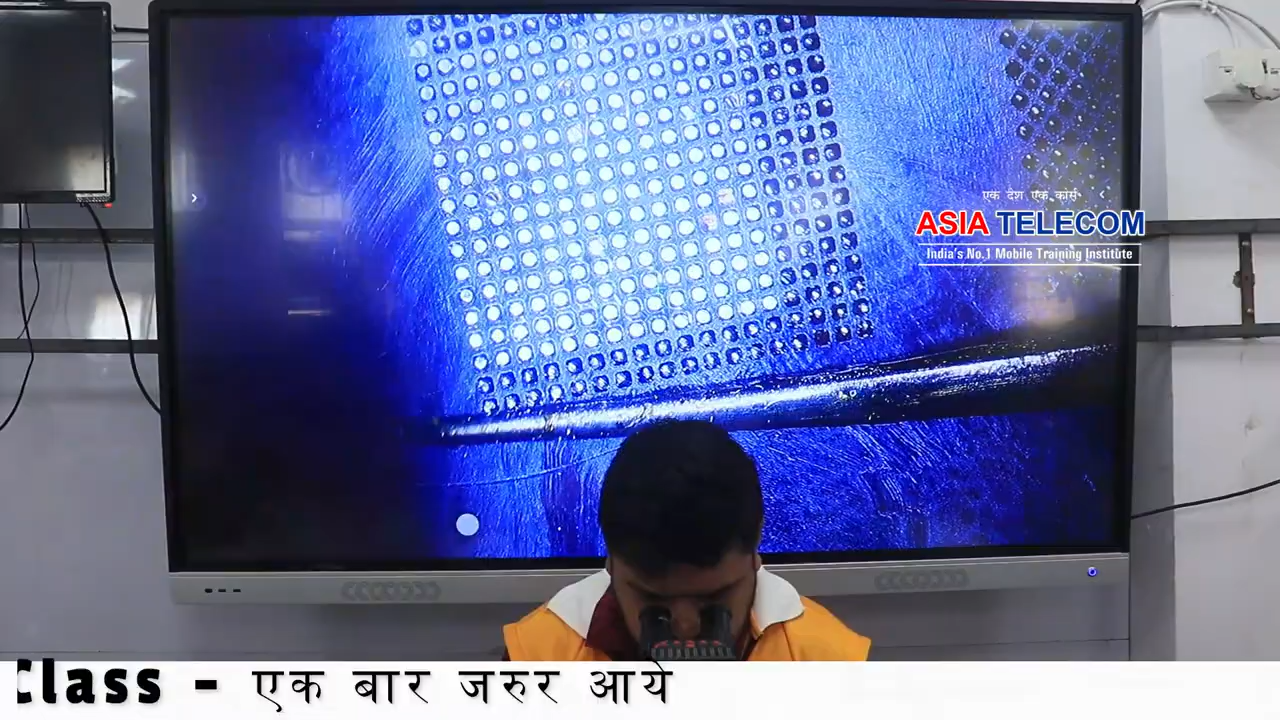 एक देश एक कोर्स
ASIA TELECOM
India's No.1 Mobile Training Institute
Class - एक बार जरुर आये